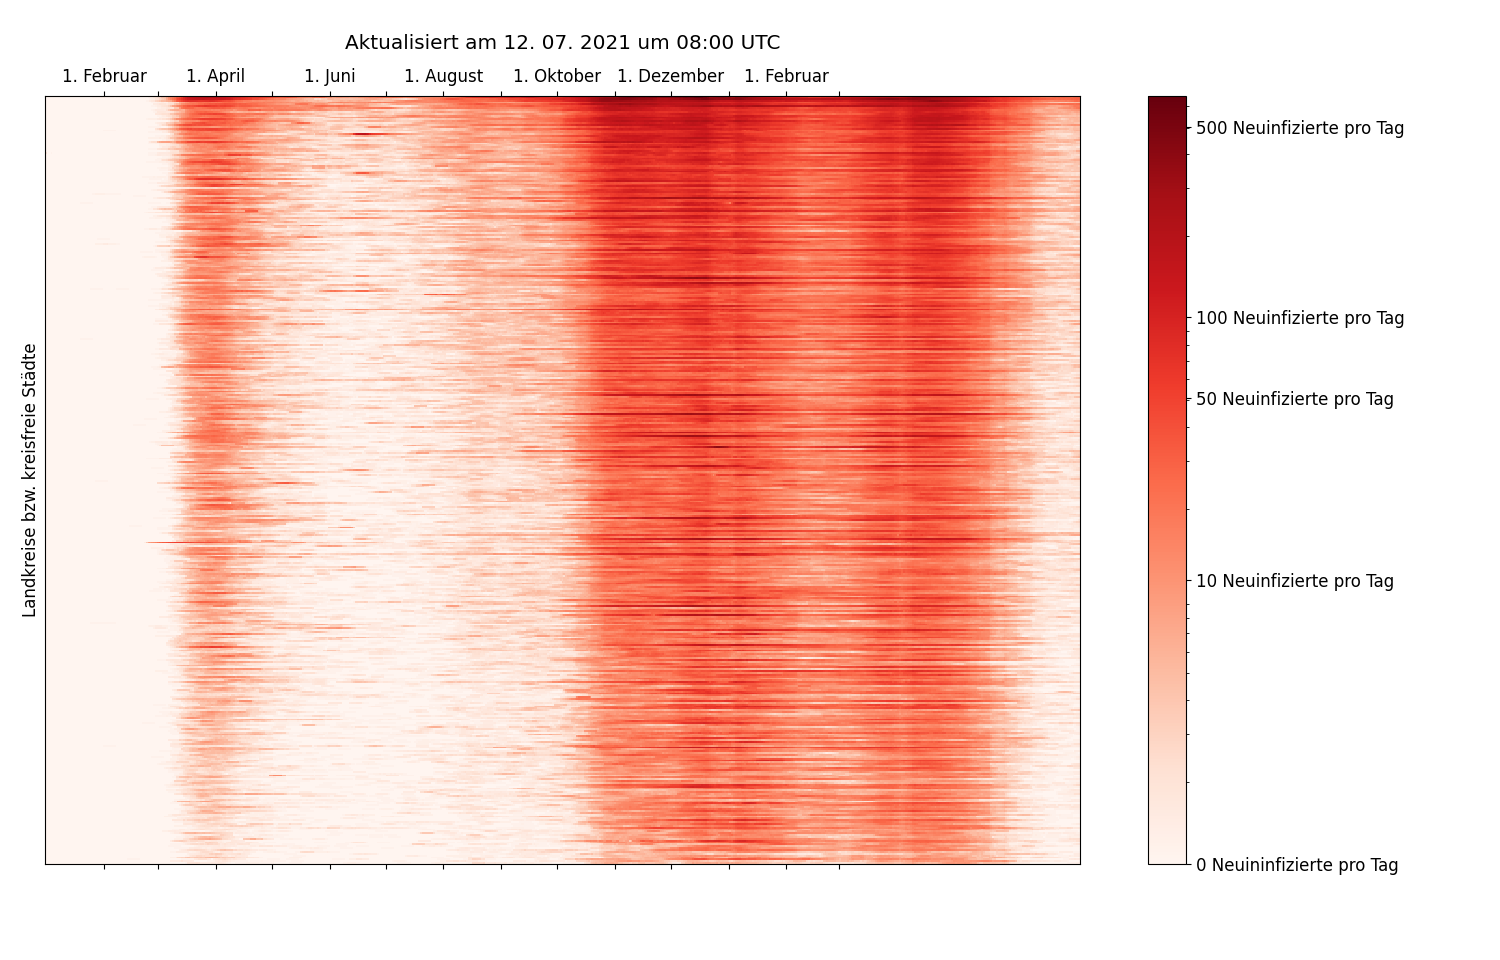 Aktualisiert am 12. 07. 2021 um 08:00 UTC
1. Februar 1. April 1. Juni 1. August 1. Oktober 1. Dezember 1. Februar
Landkreise bzw. kreisfreie Städte
500 Neuinfizierte pro Tag
100 Neuinfizierte pro Tag
50 Neuinfizierte pro Tag
10 Neuinfizierte pro Tag
0 Neuininfizierte pro Tag